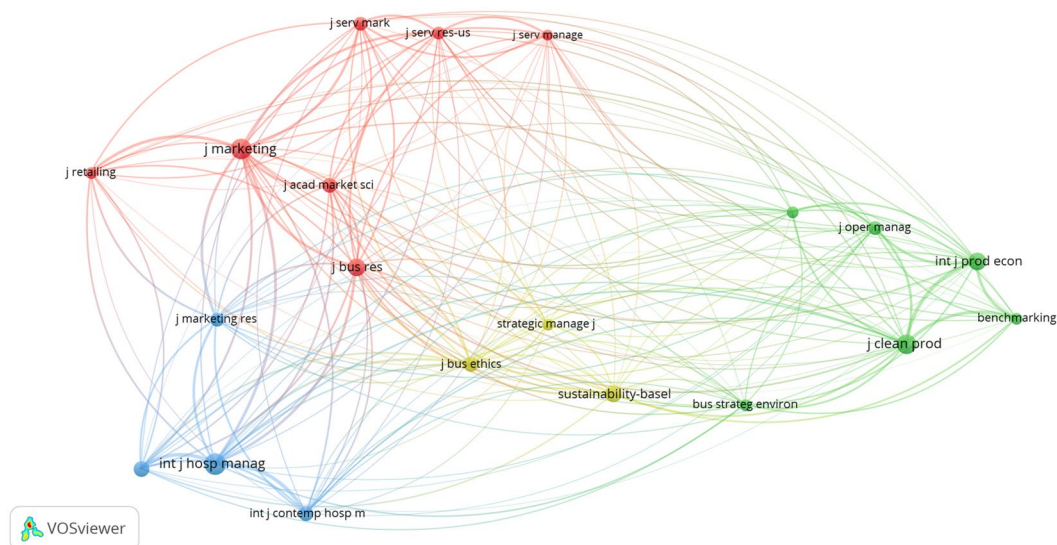 j serv mark
j serv res-us
j serv manage
j marketing
j retailing
j acad market sci
j oper manag
int j prod econ
j bus res
j marketing res
strategic manage j
benchmarking
j clean prod
j bus ethics
sustainability-basel
bus strateg environ
int j hosp manag
int j contemp hosp m
VOSviewer